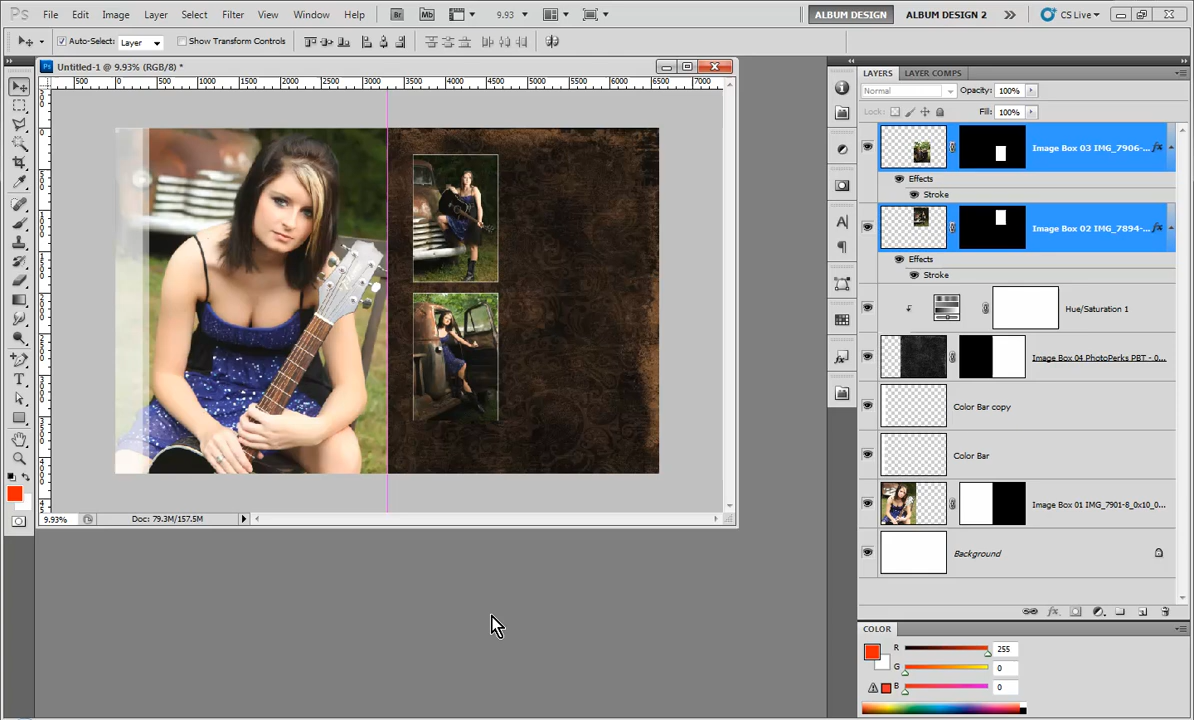 Ps File Edit Image Layer Select Filter View Window Help Br Mb 9.93 ALBUM DESIGN ALBUM DESIGN 2 CS Live
Auto-Select: Layer Show Transform Controls
Untitled-1 @ 9.93% (RGB/8) *
500 0 500 1000 1500 2000 2500 3000 3500 4000 4500 5000 5500 6000 6500 7000
9.93% Doc: 79.3M/157.5M
LAYERS LAYER COMPS
Normal Opacity: 100%
Lock: Fill: 100%
Image Box 03 IMG_7906-... fx
Effects
Stroke
Image Box 02 IMG_7894-... fx
Effects
Stroke
Hue/Saturation 1
Image Box 04 PhotoPerks PBT - 0...
Color Bar copy
Color Bar
Image Box 01 IMG_7901-8_0x10_0...
Background
COLOR
R 255
G 0
B 0